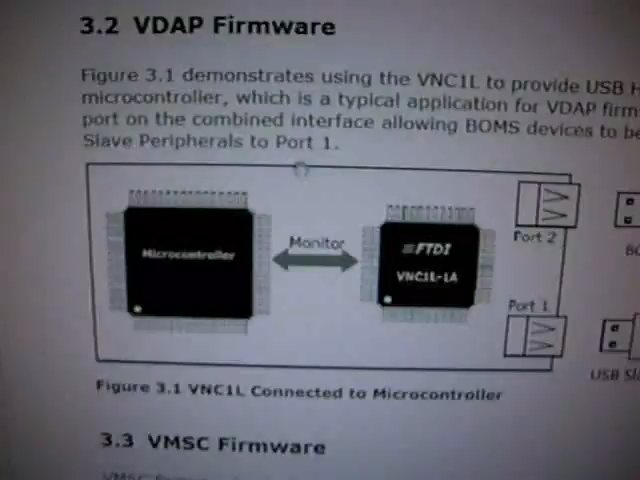 3.2 VDAP Firmware
Figure 3.1 demonstrates using the VNC1L to provide USB
microcontroller, which is a typical application for VDAP
port on the combined interface allowing BOMS devices to
Slave Peripherals to Port 1.
Microcontroller
Monitor
FTDI
VNC1L-1A
Port 2
Port 1
USB
Figure 3.1 VNC1L Connected to Microcontroller
3.3 VMSC Firmware